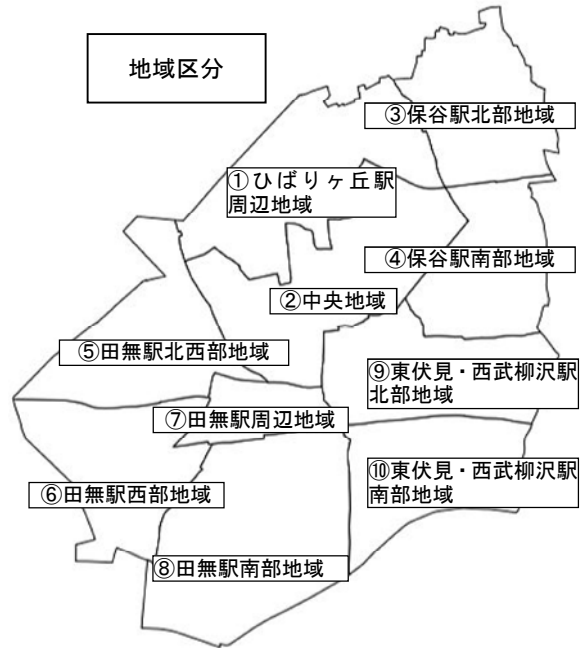 地域区分
③保谷駅北部地域
①ひばりヶ丘駅
周辺地域
④保谷駅南部地域
②中央地域
⑤田無駅北西部地域
⑨東伏見・西武柳沢駅
北部地域
⑦田無駅周辺地域
⑩東伏見・西武柳沢駅
南部地域
⑥田無駅西部地域
⑧田無駅南部地域